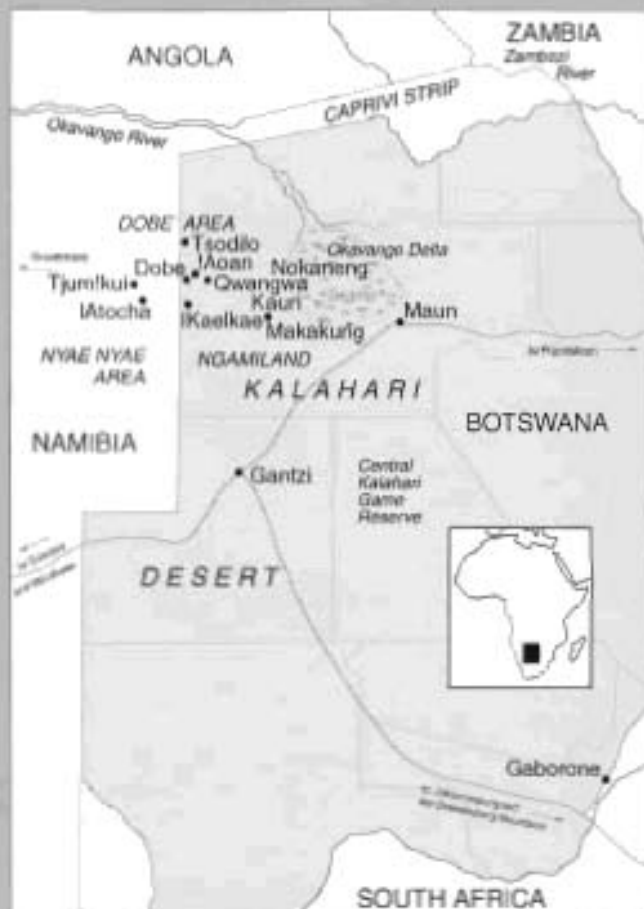 ZAMBIA
Zambezi
River
ANGOLA
CAPRIVI STRIP
Okavango River
DOBE AREA
Tsodilo
Okavango Delta
Dobe
!Aoan
Nokaneng
Tjum!kui
Qwangwa
!Atocha
Kauri
!Kaelkae
Makakung
Maun
NYAE NYAE
AREA
NGAMILAND
KALAHARI
BOTSWANA
NAMIBIA
Gantzi
Central
Kalahari
Game
Reserve
DESERT
Gaborone
SOUTH AFRICA